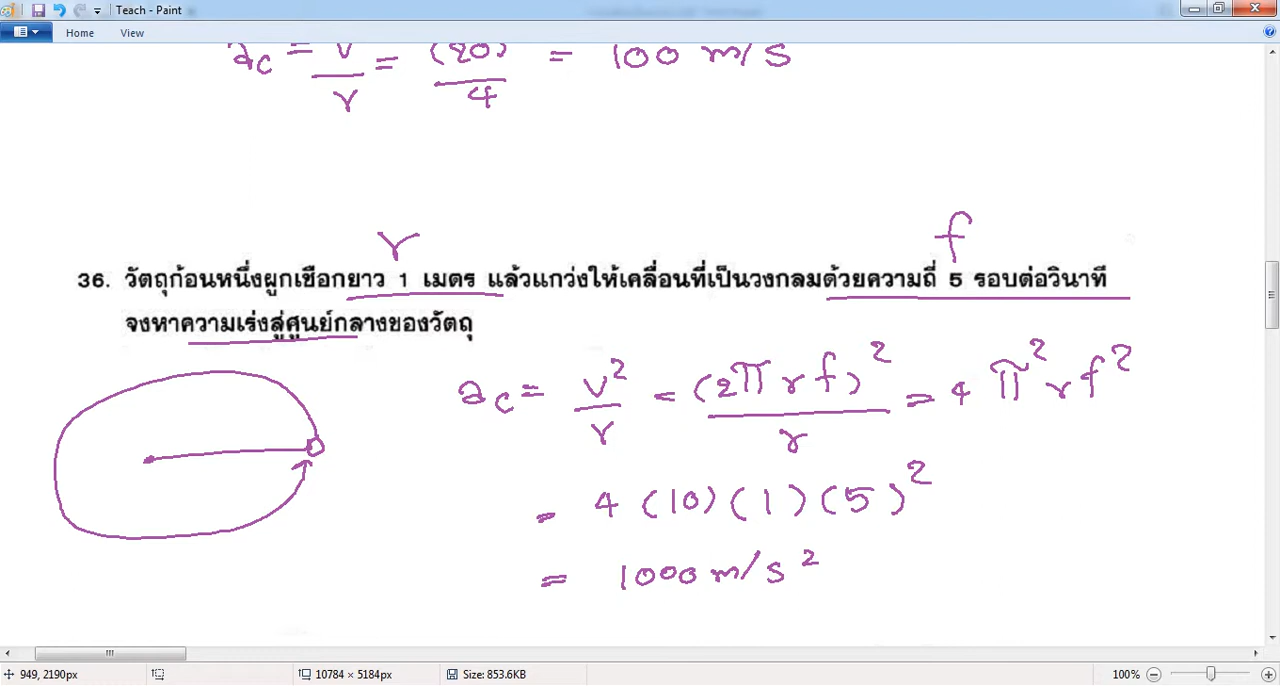 Teach - Paint
Home View
a_c = v/r = (20)/4 = 100 m/s
r f
36. วัตถุก้อนหนึ่งผูกเชือกยาว 1 เมตร แล้วแกว่งให้เคลื่อนที่เป็นวงกลมด้วยความถี่ 5 รอบต่อวินาที
จงหาความเร่งสู่ศูนย์กลางของวัตถุ
a_c = v²/r = (2π r f)²/r = 4 π² r f²
= 4 (10) (1) (5)²
= 1000 m/s²
949, 2190px 10784 × 5184px Size: 853.6KB 100%